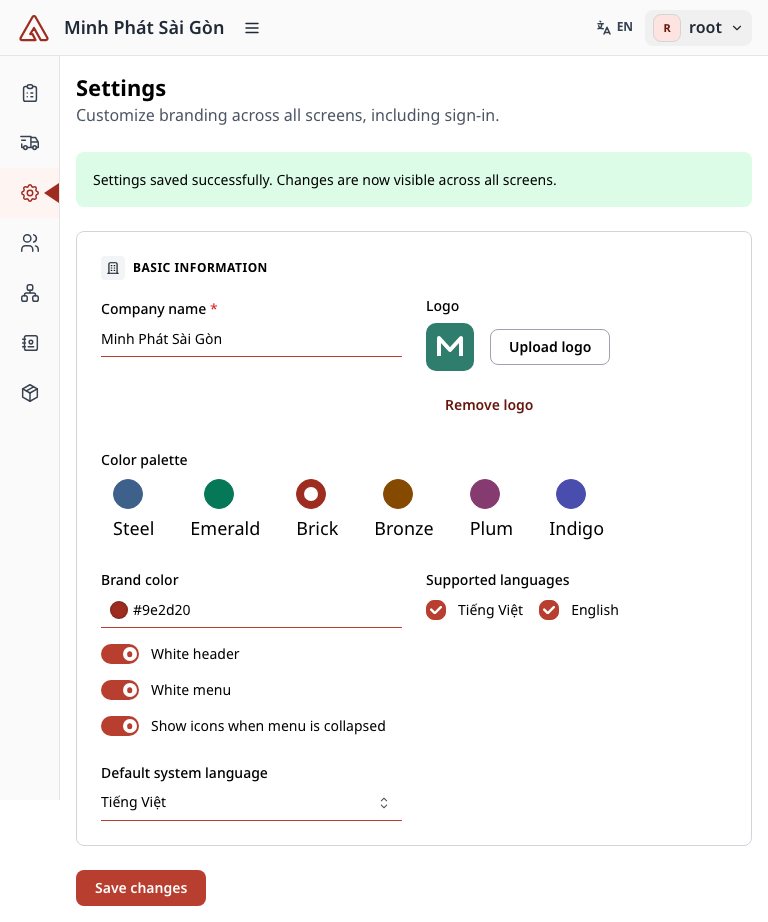 Minh Phát Sài Gòn
EN
R
root
Settings
Customize branding across all screens, including sign-in.
Settings saved successfully. Changes are now visible across all screens.
BASIC INFORMATION
Company name *
Minh Phát Sài Gòn
Logo
M
Upload logo
Remove logo
Color palette
Steel Emerald Brick Bronze Plum Indigo
Brand color
#9e2d20
Supported languages
Tiếng Việt English
White header
White menu
Show icons when menu is collapsed
Default system language
Tiếng Việt
Save changes